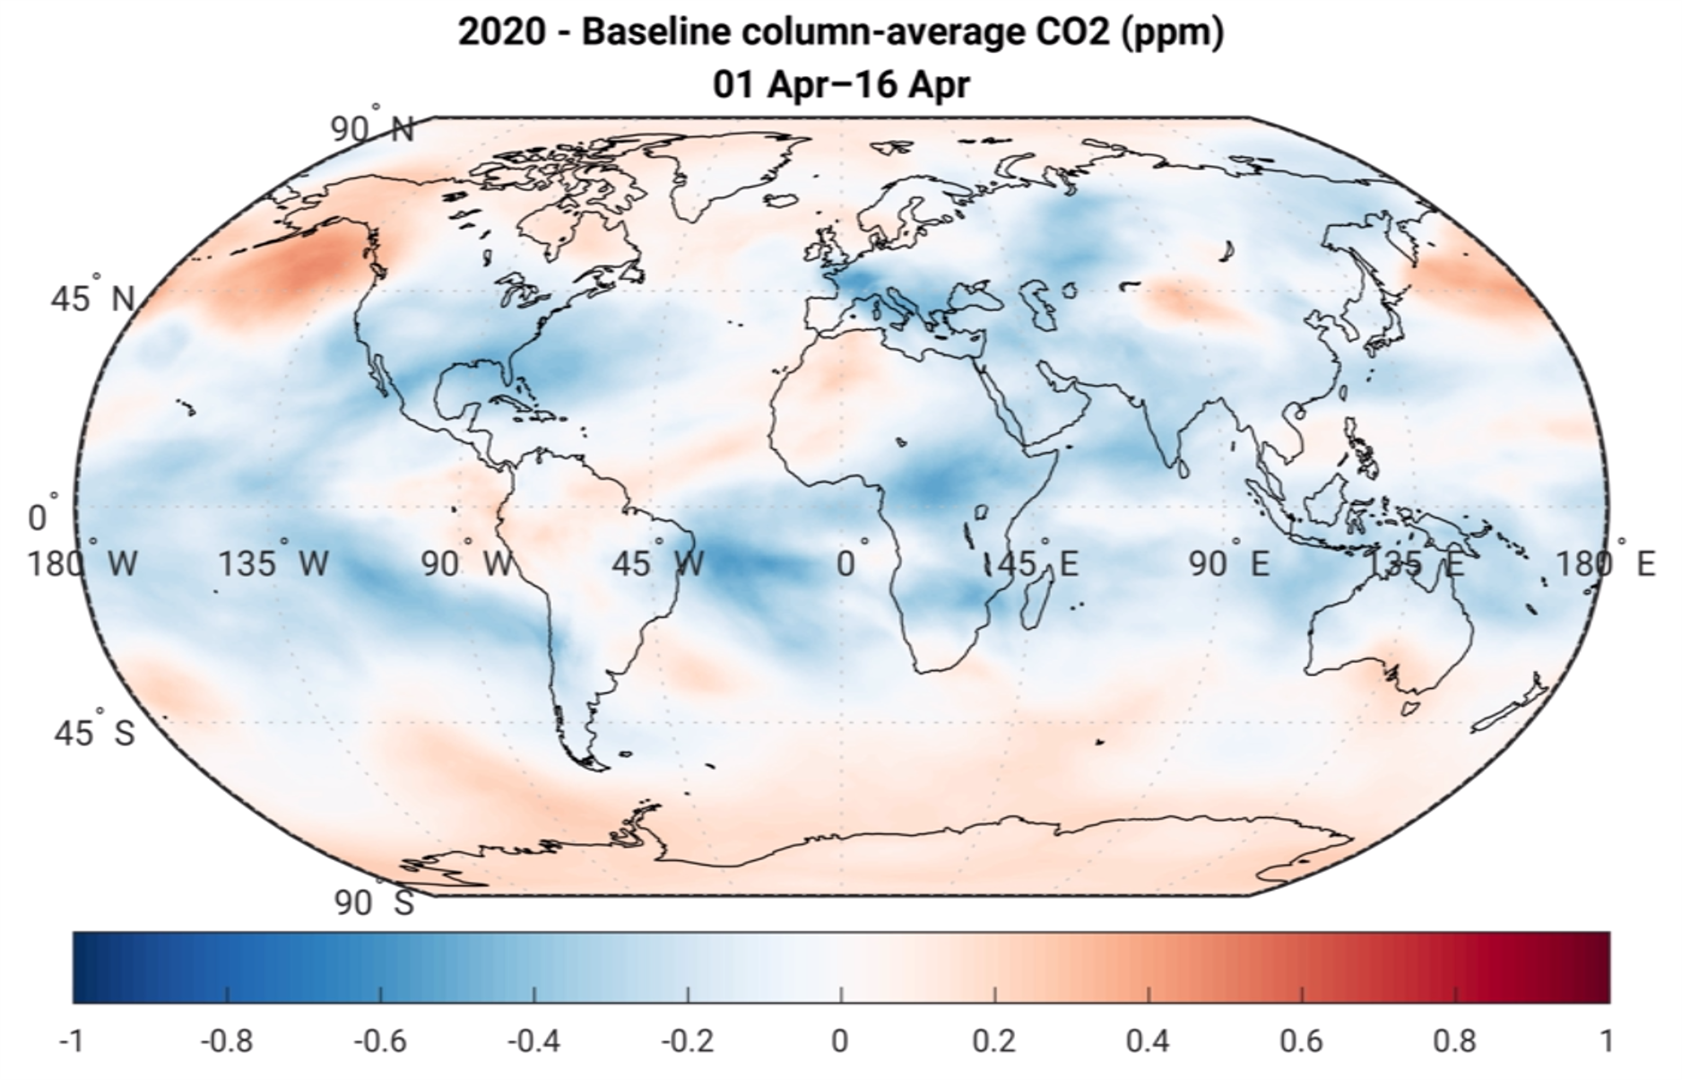 2020 - Baseline column-average CO2 (ppm)
01 Apr–16 Apr
90° N
45° N
0°
180° W 135° W 90° W 45° W 0° 45° E 90° E 135° E 180° E
45° S
90° S
-1 -0.8 -0.6 -0.4 -0.2 0 0.2 0.4 0.6 0.8 1